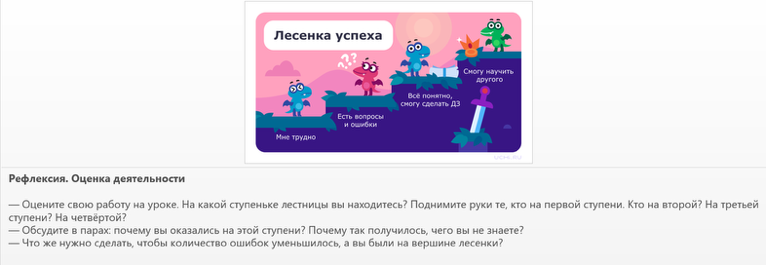 Лесенка успеха
Смогу научить
другого
Всё понятно,
смогу сделать ДЗ
Есть вопросы
и ошибки
Мне трудно
Рефлексия. Оценка деятельности
— Оцените свою работу на уроке. На какой ступеньке лестницы вы находитесь? Поднимите руки те, кто на первой ступени. Кто на второй? На третьей
ступени? На четвёртой?
— Обсудите в парах: почему вы оказались на этой ступени? Почему так получилось, чего вы не знаете?
— Что же нужно сделать, чтобы количество ошибок уменьшилось, а вы были на вершине лесенки?